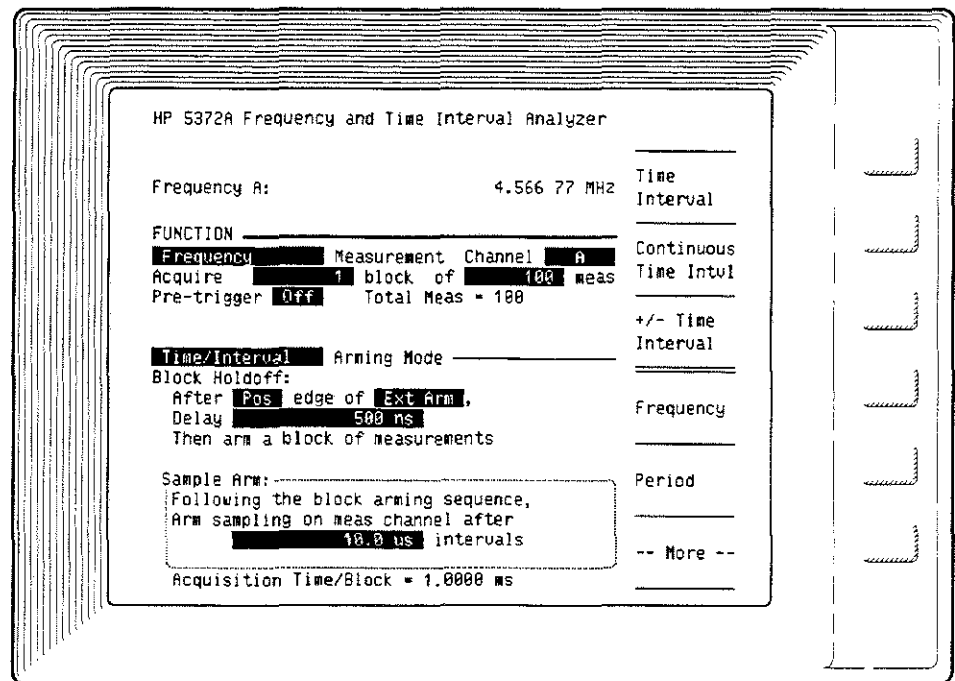 HP 5372A Frequency and Time Interval Analyzer
Frequency A: 4.566 77 MHz
FUNCTION
Frequency Measurement Channel A
Acquire 1 block of 100 meas
Pre-trigger Off Total Meas = 100
Time/Interval Arming Mode
Block Holdoff:
After Pos edge of Ext Arm,
Delay 500 ns
Then arm a block of measurements
Sample Arm:
Following the block arming sequence,
Arm sampling on meas channel after
10.0 us intervals
Acquisition Time/Block = 1.0000 ms
Time
Interval
Continuous
Time Intvl
+/- Time
Interval
Frequency
Period
-- More --